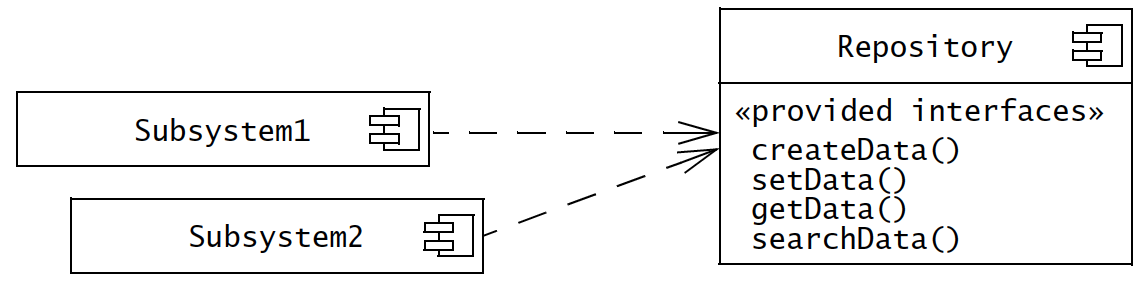 Repository
«provided interfaces»
Subsystem1
createData()
setData()
getData()
Subsystem2
searchData()